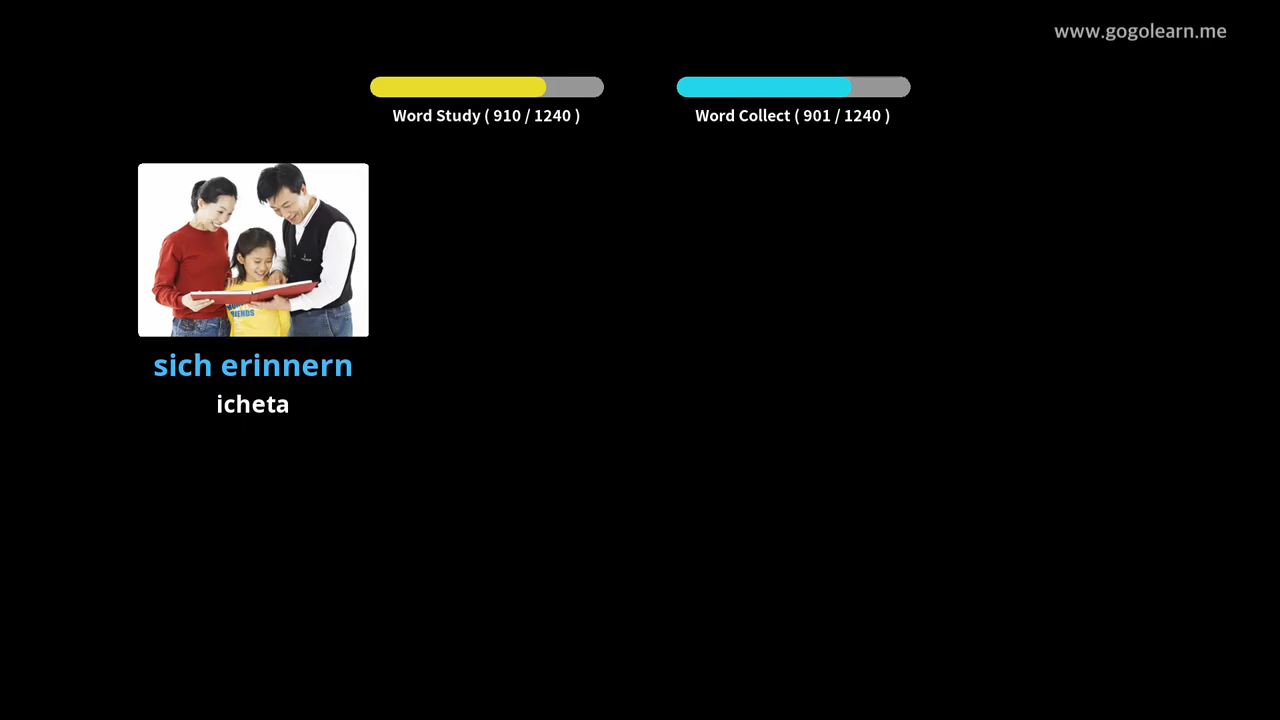 www.gogolearn.me
Word Study ( 910 / 1240 )
Word Collect ( 901 / 1240 )
sich erinnern
icheta